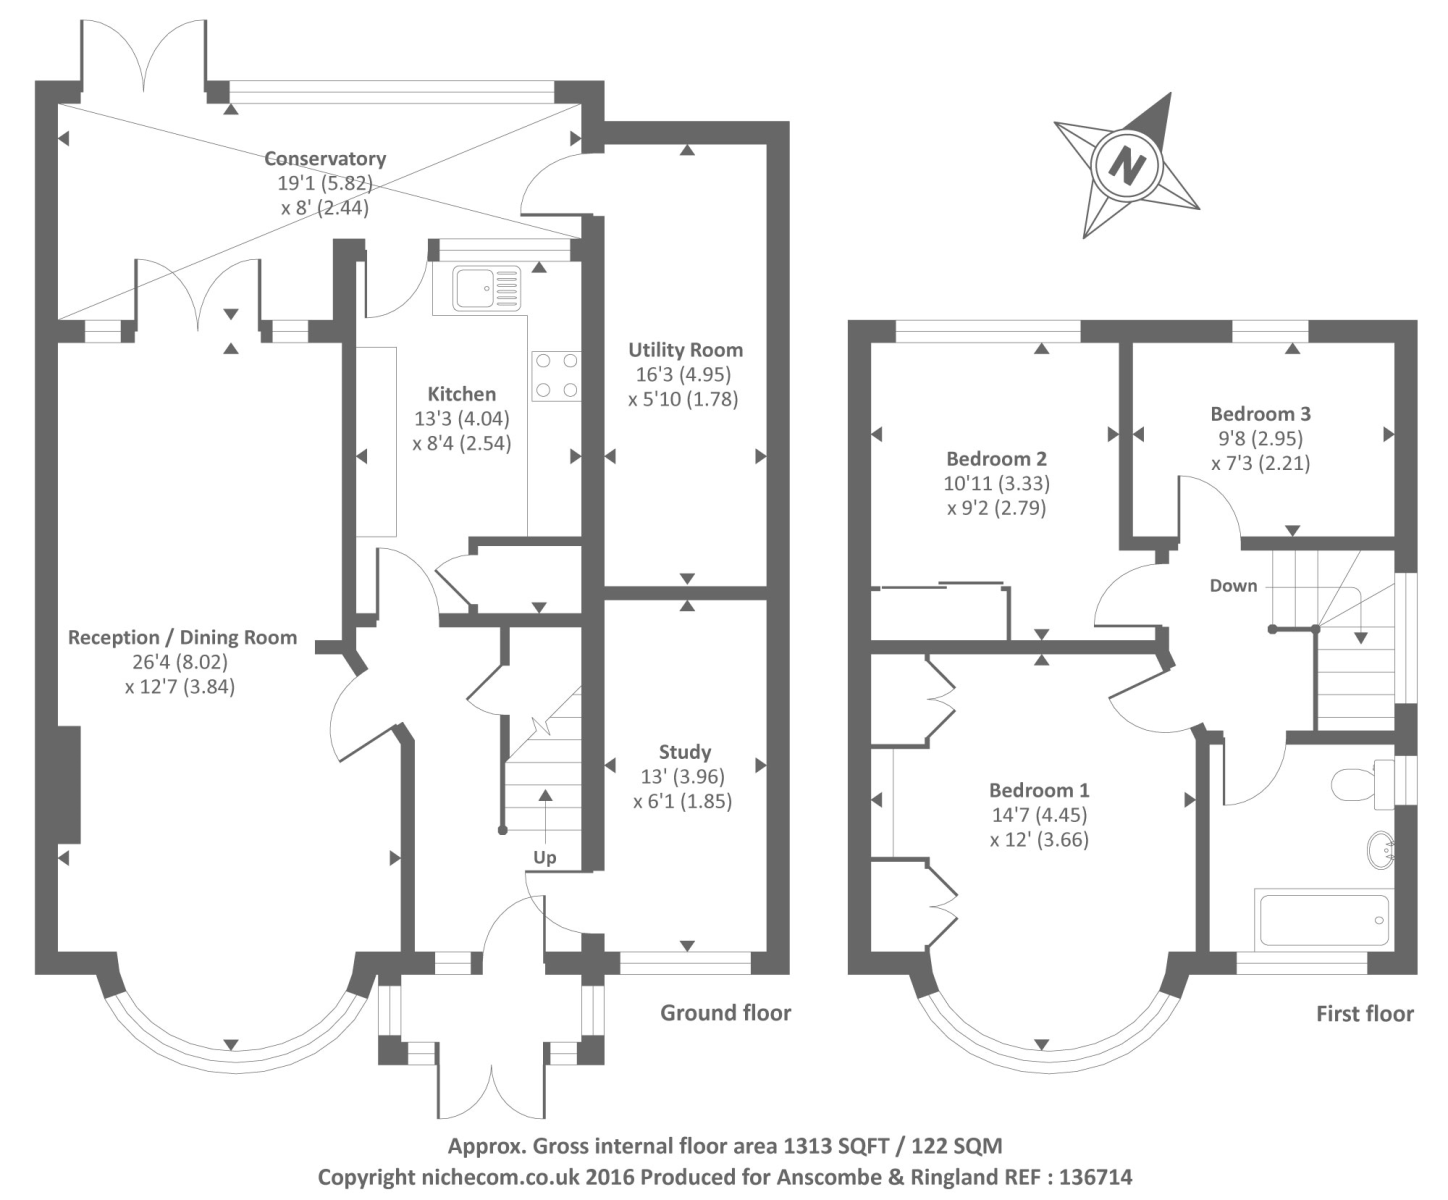 Conservatory
19'1 (5.82)
x 8' (2.44)
N
Utility Room
16'3 (4.95)
x 5'10 (1.78)
Kitchen
13'3 (4.04)
x 8'4 (2.54)
Reception / Dining Room
26'4 (8.02)
x 12'7 (3.84)
Study
13' (3.96)
x 6'1 (1.85)
Up
Ground floor
Bedroom 3
9'8 (2.95)
x 7'3 (2.21)
Bedroom 2
10'11 (3.33)
x 9'2 (2.79)
Down
Bedroom 1
14'7 (4.45)
x 12' (3.66)
First floor
Approx. Gross internal floor area 1313 SQFT / 122 SQM
Copyright nichecom.co.uk 2016 Produced for Anscombe & Ringland REF : 136714